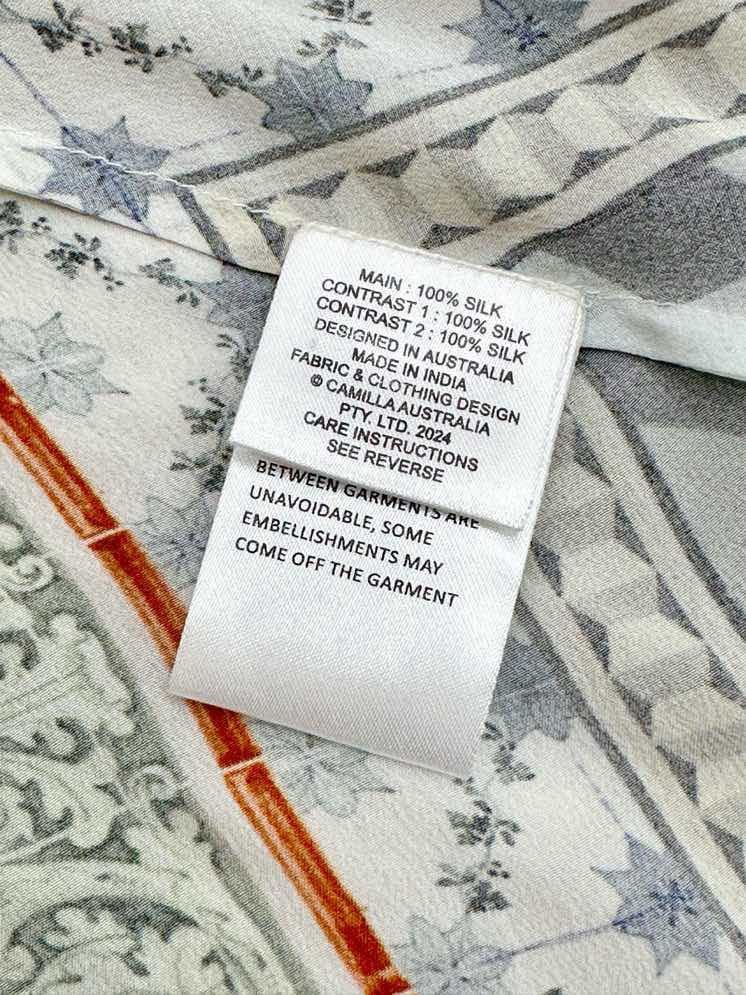 MAIN : 100% SILK
CONTRAST 1 : 100% SILK
CONTRAST 2 : 100% SILK
DESIGNED IN AUSTRALIA
MADE IN INDIA
FABRIC & CLOTHING DESIGN
© CAMILLA AUSTRALIA
PTY. LTD. 2024
CARE INSTRUCTIONS
SEE REVERSE
BETWEEN GARMENTS ARE
UNAVOIDABLE, SOME
EMBELLISHMENTS MAY
COME OFF THE GARMENT